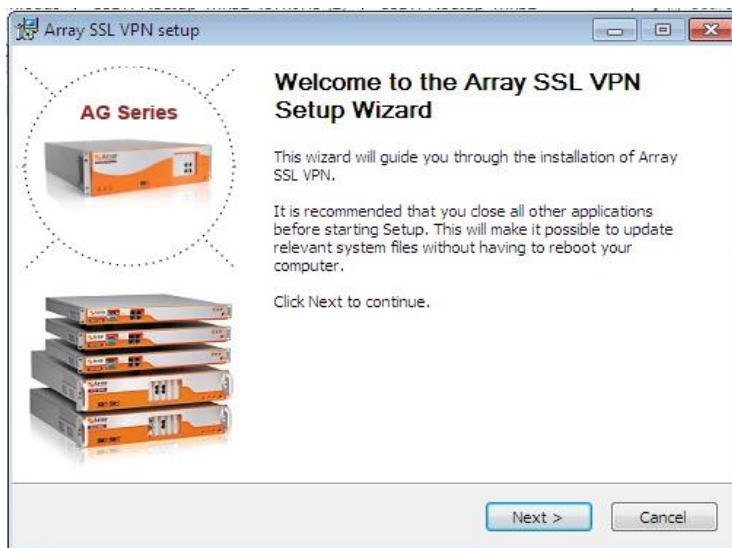 Array SSL VPN setup
AG Series
Welcome to the Array SSL VPN
Setup Wizard
This wizard will guide you through the installation of Array
SSL VPN.
It is recommended that you close all other applications
before starting Setup. This will make it possible to update
relevant system files without having to reboot your
computer.
Click Next to continue.
Next >
Cancel